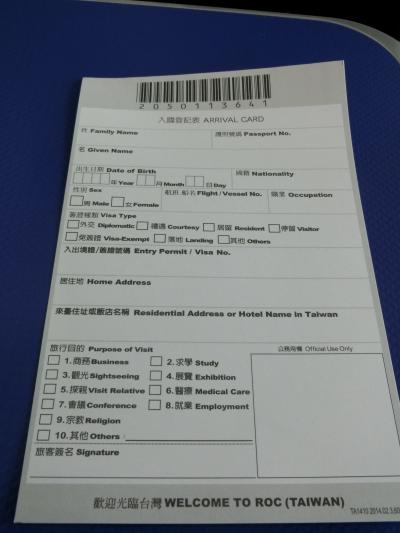 2050113641
入國登記表 ARRIVAL CARD
姓 Family Name 護照號碼 Passport No.
名 Given Name
出生日期 Date of Birth 國籍 Nationality
年 Year 月 Month 日 Day
性別 Sex 航班．船名 Flight / Vessel No. 職業 Occupation
男 Male 女 Female
簽證種類 Visa Type
外交 Diplomatic 禮遇 Courtesy 居留 Resident 停留 Visitor
免簽證 Visa-Exempt 落地 Landing 其他 Others
入出境證/簽證號碼 Entry Permit / Visa No.
居住地 Home Address
來臺住址或飯店名稱 Residential Address or Hotel Name in Taiwan
旅行目的 Purpose of Visit 公務用欄 Official Use Only
1.商務 Business 2.求學 Study
3.觀光 Sightseeing 4.展覽 Exhibition
5.探親 Visit Relative 6.醫療 Medical Care
7.會議 Conference 8.就業 Employment
9.宗教 Religion
10.其他 Others
旅客簽名 Signature
歡迎光臨台灣 WELCOME TO ROC (TAIWAN)